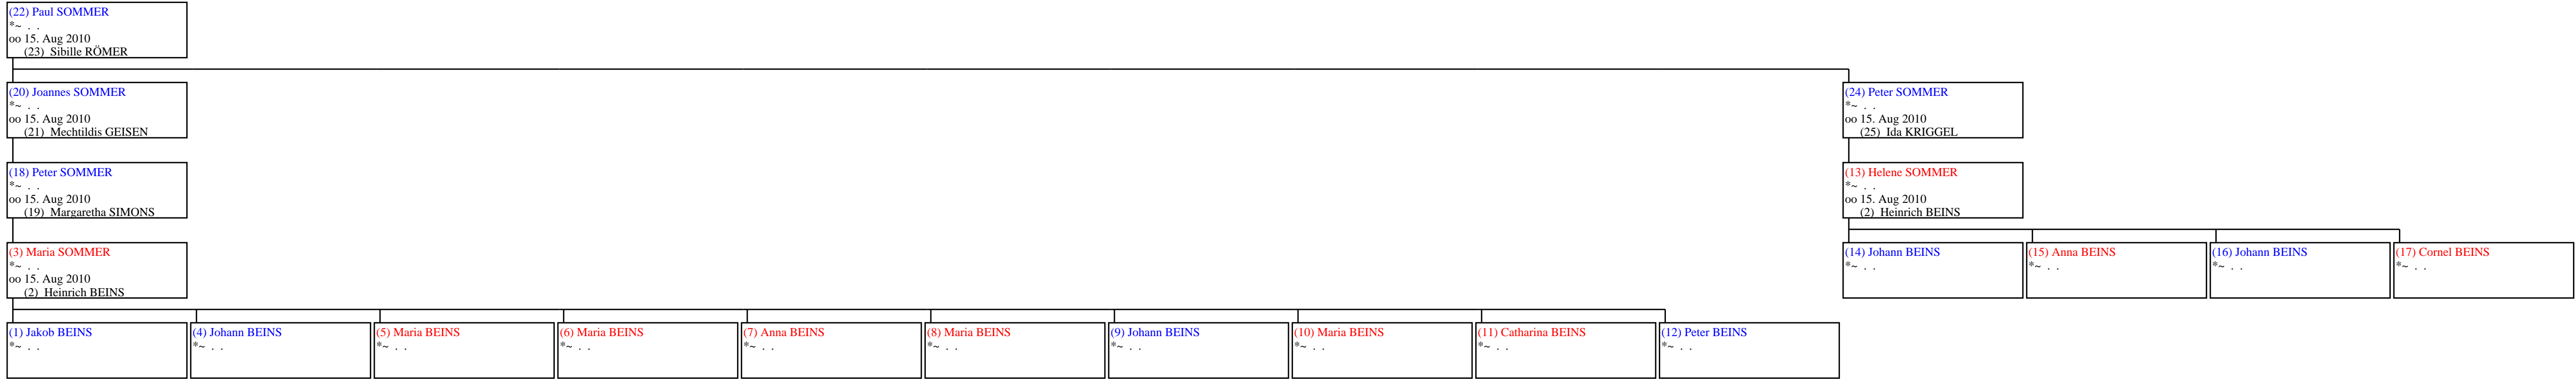 (22) Paul SOMMER
*~ . .
oo 15. Aug 2010
(23) Sibille RÖMER
(20) Joannes SOMMER
*~ . .
oo 15. Aug 2010
(21) Mechtildis GEISEN
(24) Peter SOMMER
*~ . .
oo 15. Aug 2010
(25) Ida KRIGGEL
(18) Peter SOMMER
*~ . .
oo 15. Aug 2010
(19) Margaretha SIMONS
(13) Helene SOMMER
*~ . .
oo 15. Aug 2010
(2) Heinrich BEINS
(3) Maria SOMMER
*~ . .
oo 15. Aug 2010
(2) Heinrich BEINS
(14) Johann BEINS
*~ . .
(15) Anna BEINS
*~ . .
(16) Johann BEINS
*~ . .
(17) Cornel BEINS
*~ . .
(1) Jakob BEINS
*~ . .
(4) Johann BEINS
*~ . .
(5) Maria BEINS
*~ . .
(6) Maria BEINS
*~ . .
(7) Anna BEINS
*~ . .
(8) Maria BEINS
*~ . .
(9) Johann BEINS
*~ . .
(10) Maria BEINS
*~ . .
(11) Catharina BEINS
*~ . .
(12) Peter BEINS
*~ . .